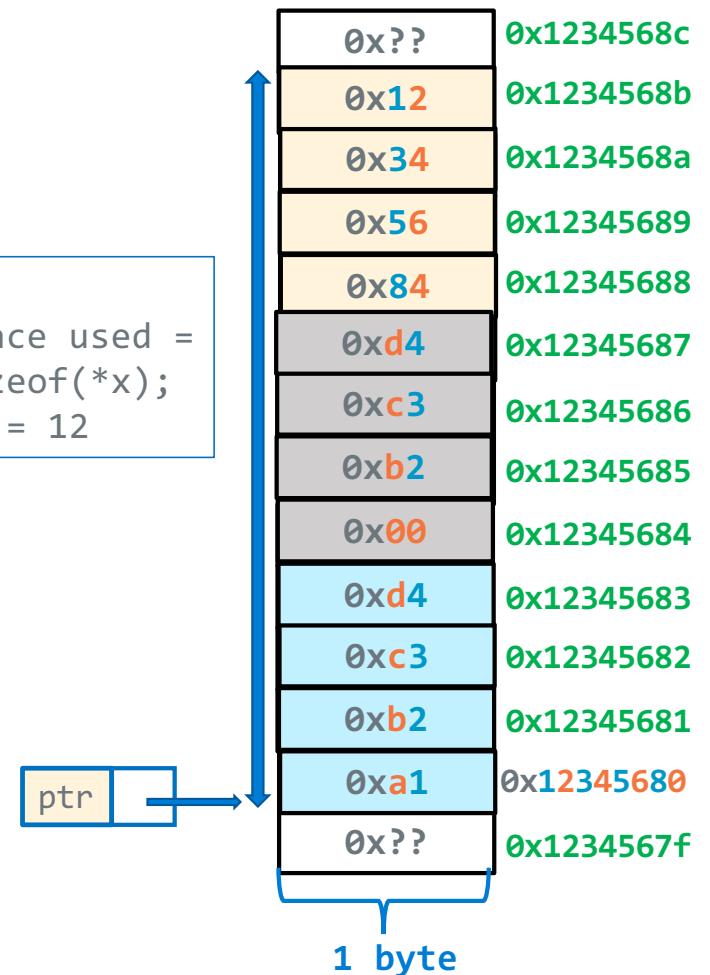 0x?? 0x1234568c
0x12 0x1234568b
0x34 0x1234568a
0x56 0x12345689
0x84 0x12345688
used =
zeof(*x);
= 12
0xd4 0x12345687
0xc3 0x12345686
0xb2 0x12345685
0x00 0x12345684
0xd4 0x12345683
0xc3 0x12345682
0xb2 0x12345681
ptr
0xa1 0x12345680
0x?? 0x1234567f
1 byte